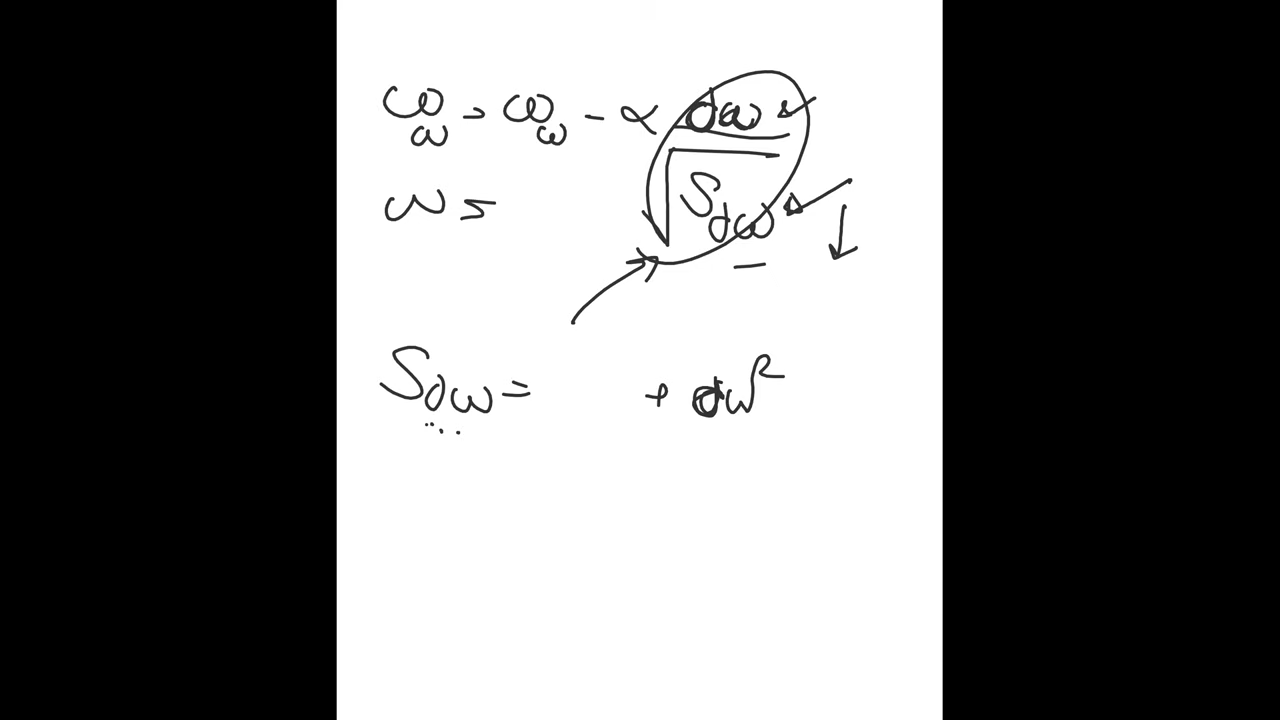 ω_ω = ω_ω - α dω / √S_dω
ω =
S_dω = + dω²